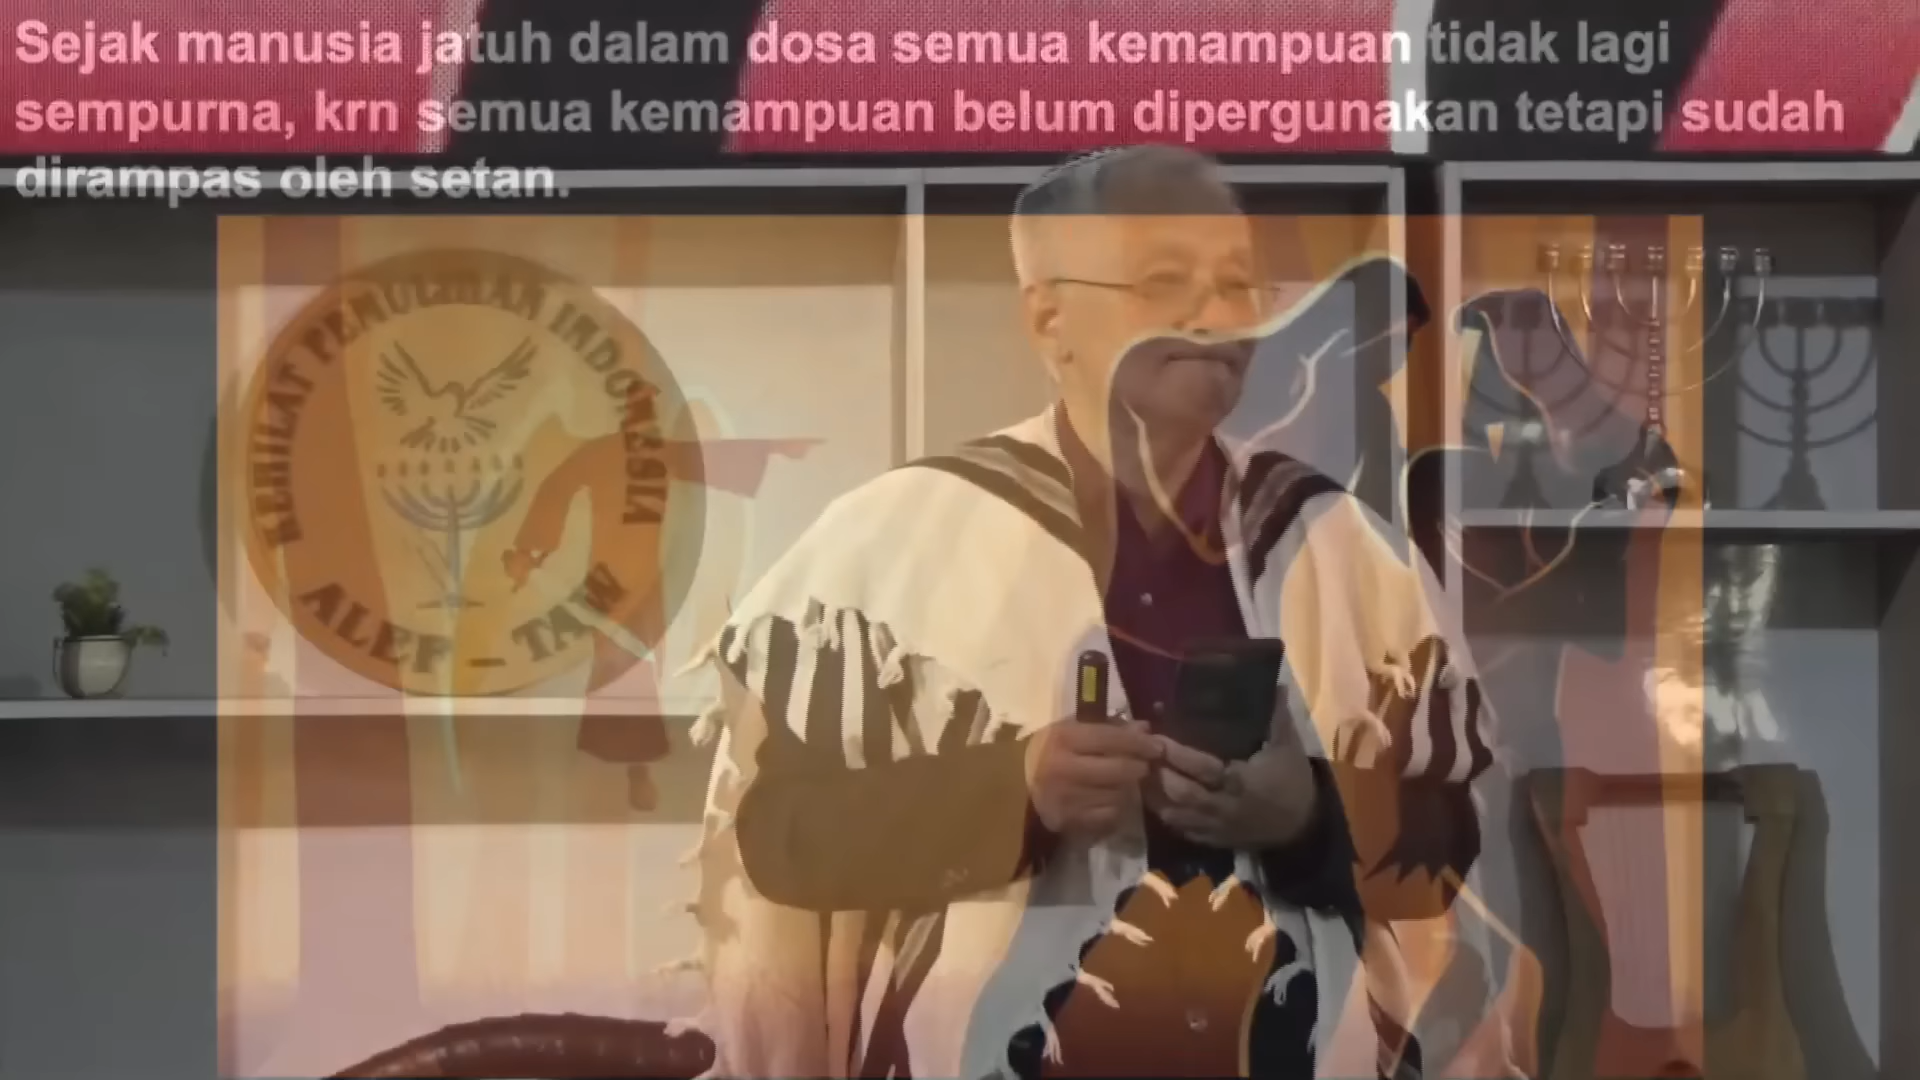 Sejak manusia jatuh dalam dosa semua kemampuan tidak lagi
sempurna, krn semua kemampuan belum dipergunakan tetapi sudah
dirampas oleh setan.
KEHILAT PEMULIHAN INDONESIA
ALEF – TAW